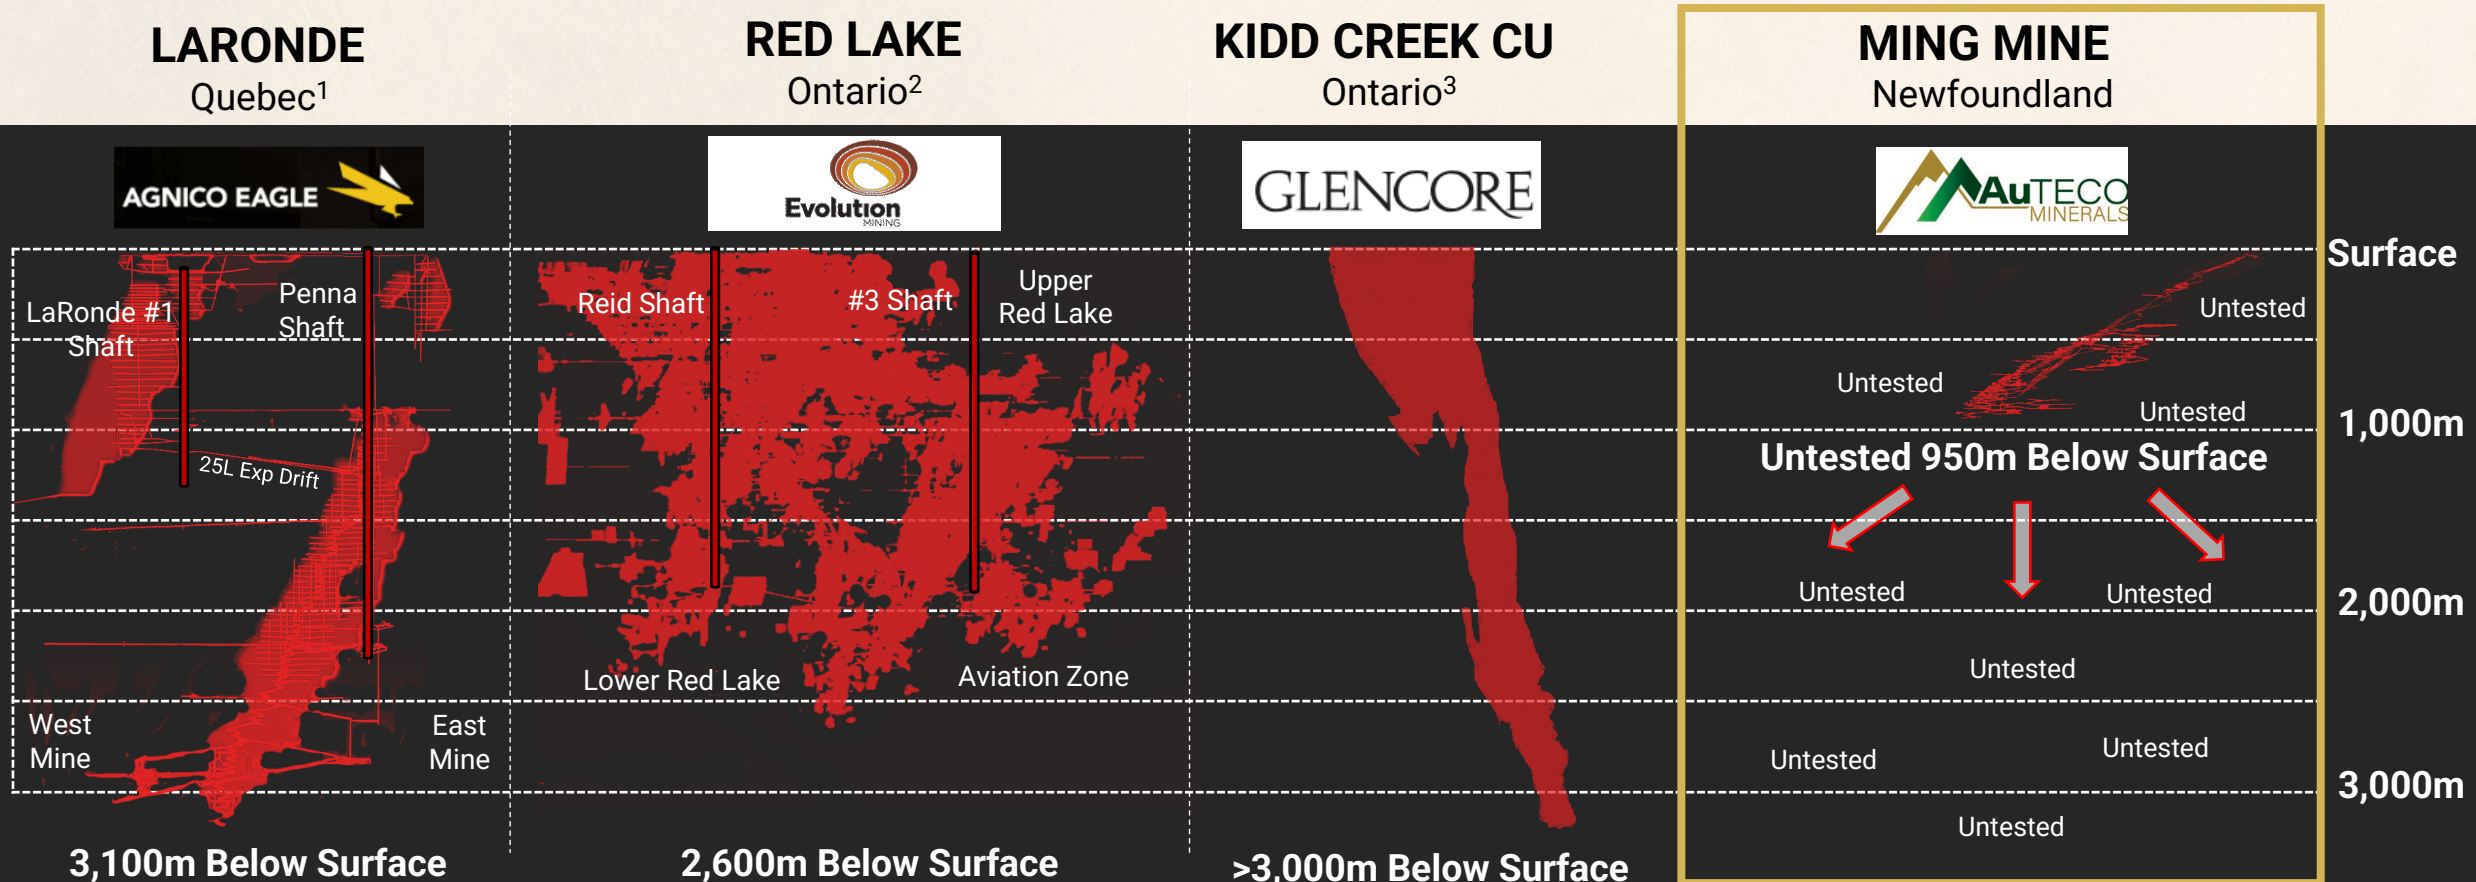 LARONDE
Quebec1
RED LAKE
Ontario2
KIDD CREEK CU
Ontario3
MING MINE
Newfoundland
AGNICO EAGLE
Evolution
MINING
GLENCORE
AuTECO
MINERALS
Surface
1,000m
2,000m
3,000m
LaRonde #1
Shaft
Penna
Shaft
25L Exp Drift
West
Mine
East
Mine
3,100m Below Surface
Reid Shaft
#3 Shaft
Upper
Red Lake
Lower Red Lake
Aviation Zone
2,600m Below Surface
>3,000m Below Surface
Untested
Untested
Untested
Untested 950m Below Surface
Untested
Untested
Untested
Untested
Untested
Untested